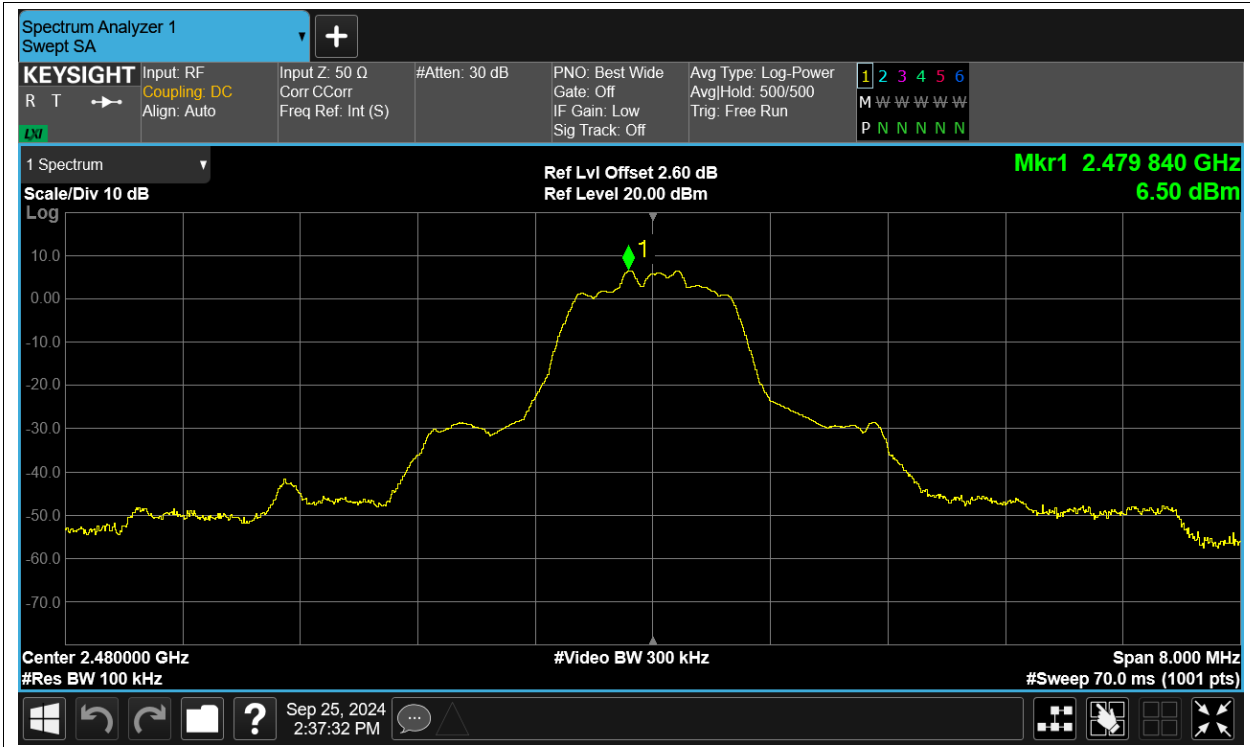 Spectrum Analyzer 1
Swept SA
KEYSIGHT
R T
LXI
Input: RF
Coupling: DC
Align: Auto
Input Z: 50 Ω
Corr CCorr
Freq Ref: Int (S)
#Atten: 30 dB
PNO: Best Wide
Gate: Off
IF Gain: Low
Sig Track: Off
Avg Type: Log-Power
Avg|Hold: 500/500
Trig: Free Run
1 2 3 4 5 6
M W W W W W
P N N N N N
1 Spectrum
Scale/Div 10 dB
Log
Ref Lvl Offset 2.60 dB
Ref Level 20.00 dBm
Mkr1 2.479 840 GHz
6.50 dBm
1
10.0
0.00
-10.0
-20.0
-30.0
-40.0
-50.0
-60.0
-70.0
Center 2.480000 GHz
#Res BW 100 kHz
#Video BW 300 kHz
Span 8.000 MHz
#Sweep 70.0 ms (1001 pts)
?
Sep 25, 2024
2:37:32 PM